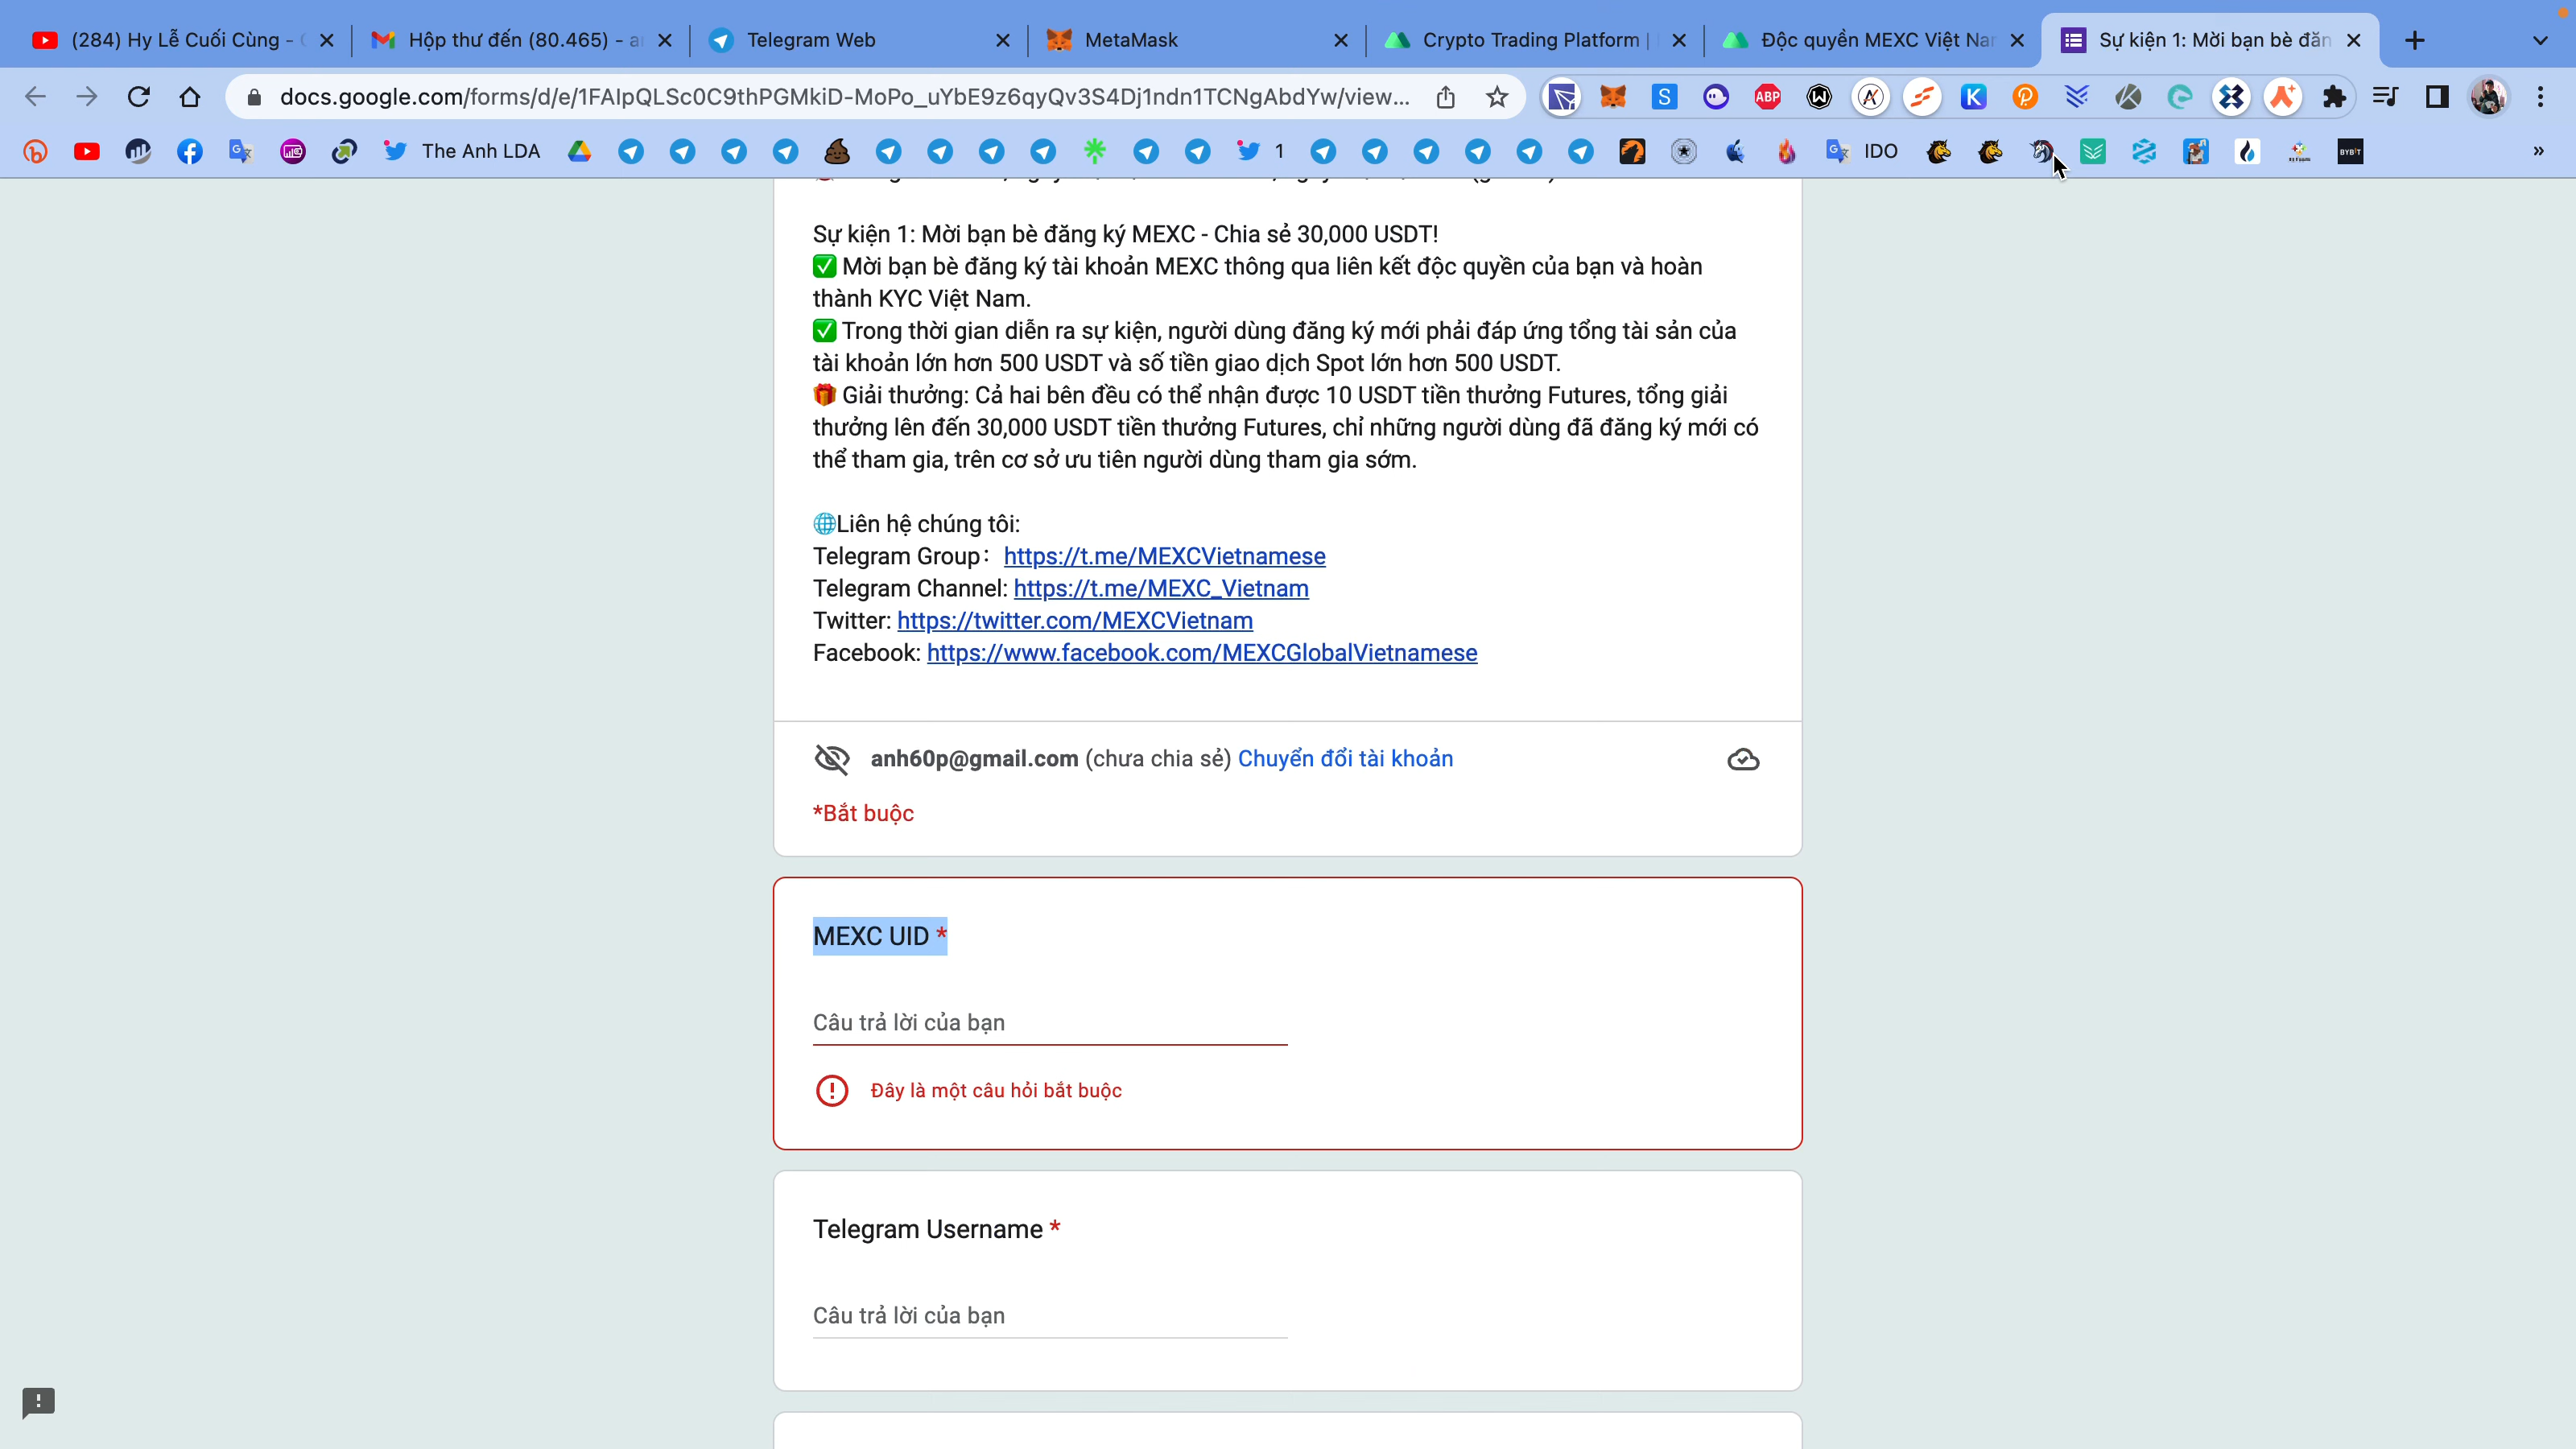 (284) Hy Lễ Cuối Cùng -
Hộp thư đến (80.465) - a
Telegram Web
MetaMask
Crypto Trading Platform |
Độc quyền MEXC Việt Nar
Sự kiện 1: Mời bạn bè đăn
docs.google.com/forms/d/e/1FAIpQLSc0C9thPGMkiD-MoPo_uYbE9z6qyQv3S4Dj1ndn1TCNgAbdYw/view...
ABP
The Anh LDA
1
IDO
BYBIT
Sự kiện 1: Mời bạn bè đăng ký MEXC - Chia sẻ 30,000 USDT!
✅ Mời bạn bè đăng ký tài khoản MEXC thông qua liên kết độc quyền của bạn và hoàn
thành KYC Việt Nam.
✅ Trong thời gian diễn ra sự kiện, người dùng đăng ký mới phải đáp ứng tổng tài sản của
tài khoản lớn hơn 500 USDT và số tiền giao dịch Spot lớn hơn 500 USDT.
🎁 Giải thưởng: Cả hai bên đều có thể nhận được 10 USDT tiền thưởng Futures, tổng giải
thưởng lên đến 30,000 USDT tiền thưởng Futures, chỉ những người dùng đã đăng ký mới có
thể tham gia, trên cơ sở ưu tiên người dùng tham gia sớm.
🌐Liên hệ chúng tôi:
Telegram Group： https://t.me/MEXCVietnamese
Telegram Channel: https://t.me/MEXC_Vietnam
Twitter: https://twitter.com/MEXCVietnam
Facebook: https://www.facebook.com/MEXCGlobalVietnamese
anh60p@gmail.com (chưa chia sẻ) Chuyển đổi tài khoản
*Bắt buộc
MEXC UID *
Câu trả lời của bạn
Đây là một câu hỏi bắt buộc
Telegram Username *
Câu trả lời của bạn